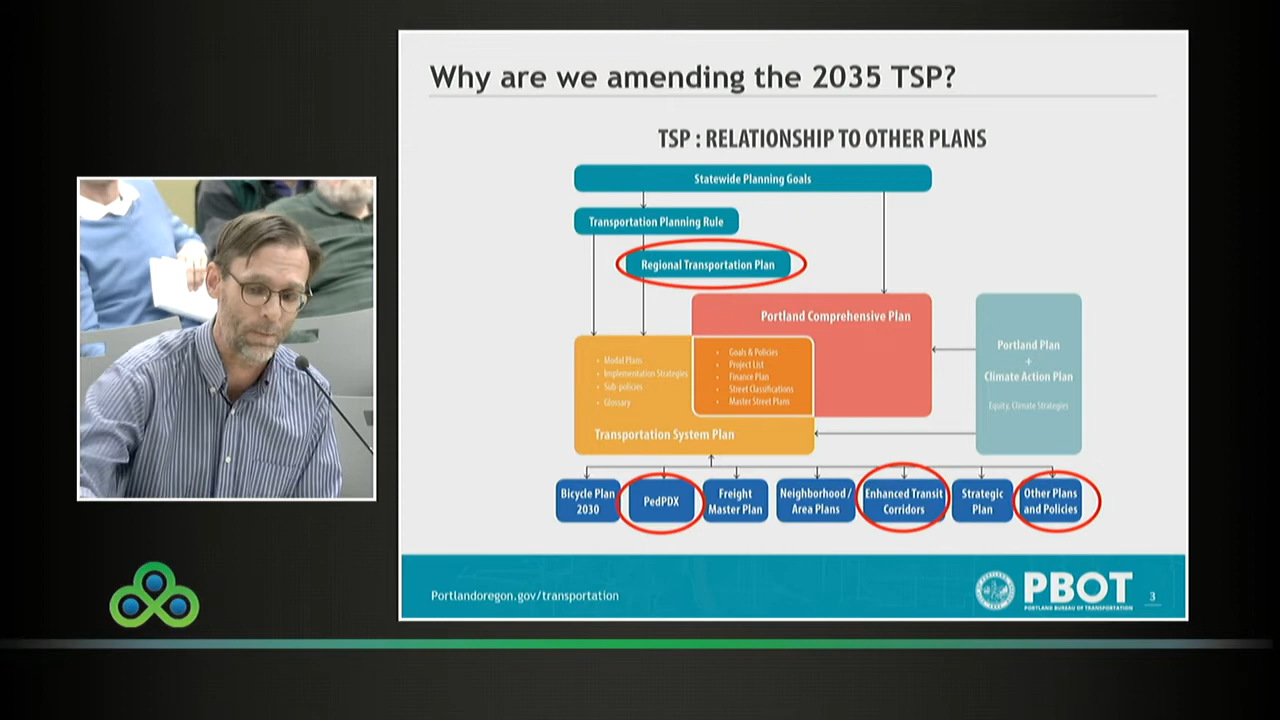 Why are we amending the 2035 TSP?
TSP : RELATIONSHIP TO OTHER PLANS
Statewide Planning Goals
Transportation Planning Rule
Regional Transportation Plan
Portland Comprehensive Plan
• Goals & Policies
• Project List
• Finance Plan
• Street Classifications
• Master Street Plans
• Modal Plans
• Implementation Strategies
• Sub-policies
• Glossary
Transportation System Plan
Portland Plan
+
Climate Action Plan
Equity, Climate Strategies
Bicycle Plan
2030
PedPDX
Freight
Master Plan
Neighborhood /
Area Plans
Enhanced Transit
Corridors
Strategic
Plan
Other Plans
and Policies
Portlandoregon.gov/transportation
PBOT
PORTLAND BUREAU OF TRANSPORTATION
3